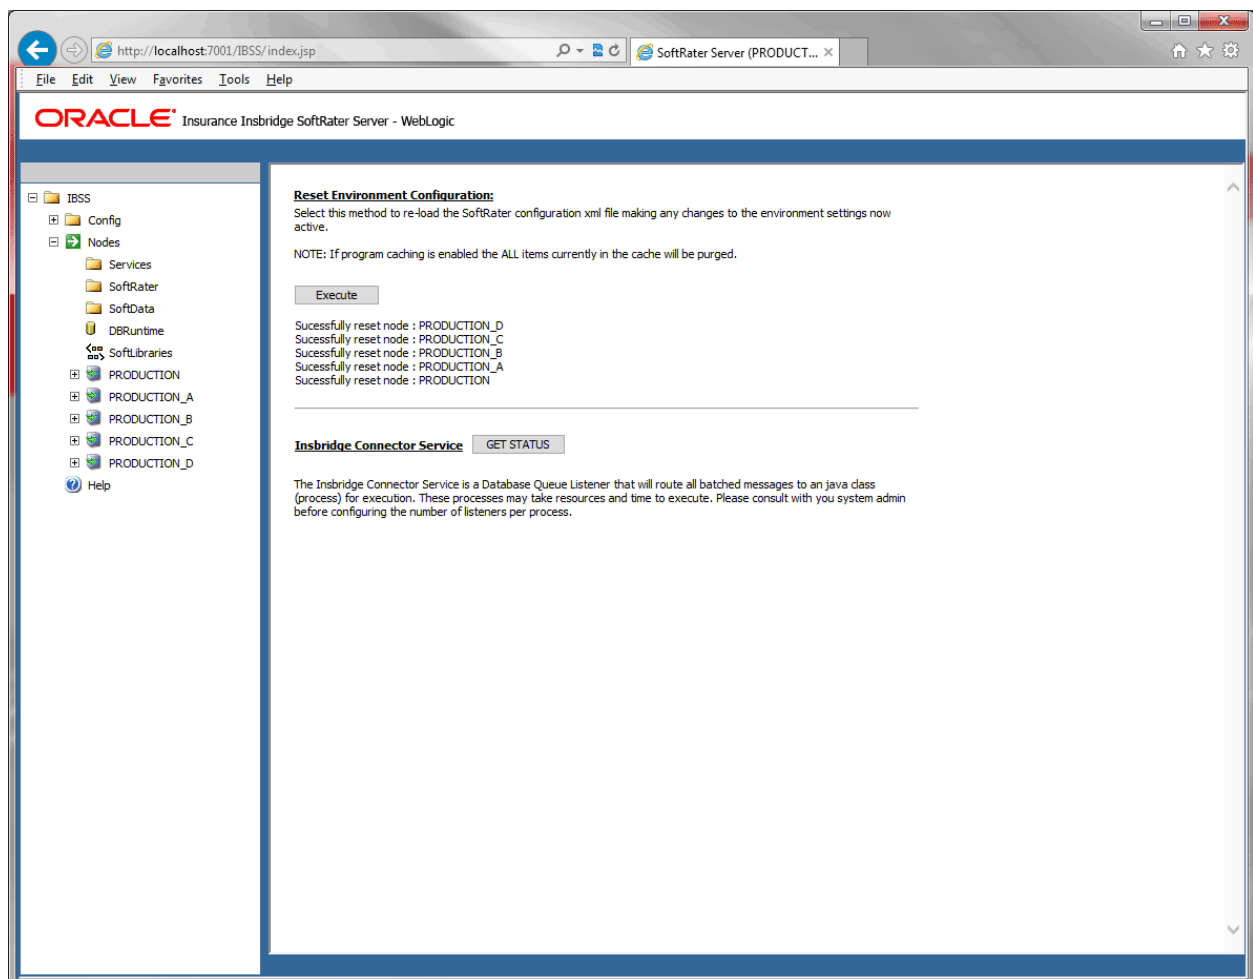 http://localhost:7001/IBSS/index.jsp
SoftRater Server (PRODUCT...
File Edit View Favorites Tools Help
ORACLE Insurance Insbridge SoftRater Server - WebLogic
IBSS
Config
Nodes
Services
SoftRater
SoftData
DBRuntime
SoftLibraries
PRODUCTION
PRODUCTION_A
PRODUCTION_B
PRODUCTION_C
PRODUCTION_D
Help
Reset Environment Configuration:
Select this method to re-load the SoftRater configuration xml file making any changes to the environment settings now
active.
NOTE: If program caching is enabled the ALL items currently in the cache will be purged.
Execute
Sucessfully reset node : PRODUCTION_D
Sucessfully reset node : PRODUCTION_C
Sucessfully reset node : PRODUCTION_B
Sucessfully reset node : PRODUCTION_A
Sucessfully reset node : PRODUCTION
Insbridge Connector Service GET STATUS
The Insbridge Connector Service is a Database Queue Listener that will route all batched messages to an java class
(process) for execution. These processes may take resources and time to execute. Please consult with you system admin
before configuring the number of listeners per process.